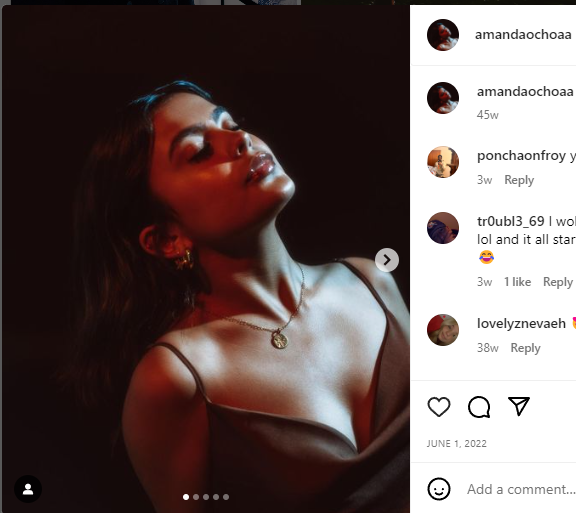 amandaochoaa
amandaochoaa
45w
ponchaonfroy y
3w Reply
tr0ubl3_69 I wol
lol and it all star
😂
3w 1 like Reply
lovelyznevaeh
38w Reply
JUNE 1, 2022
Add a comment...